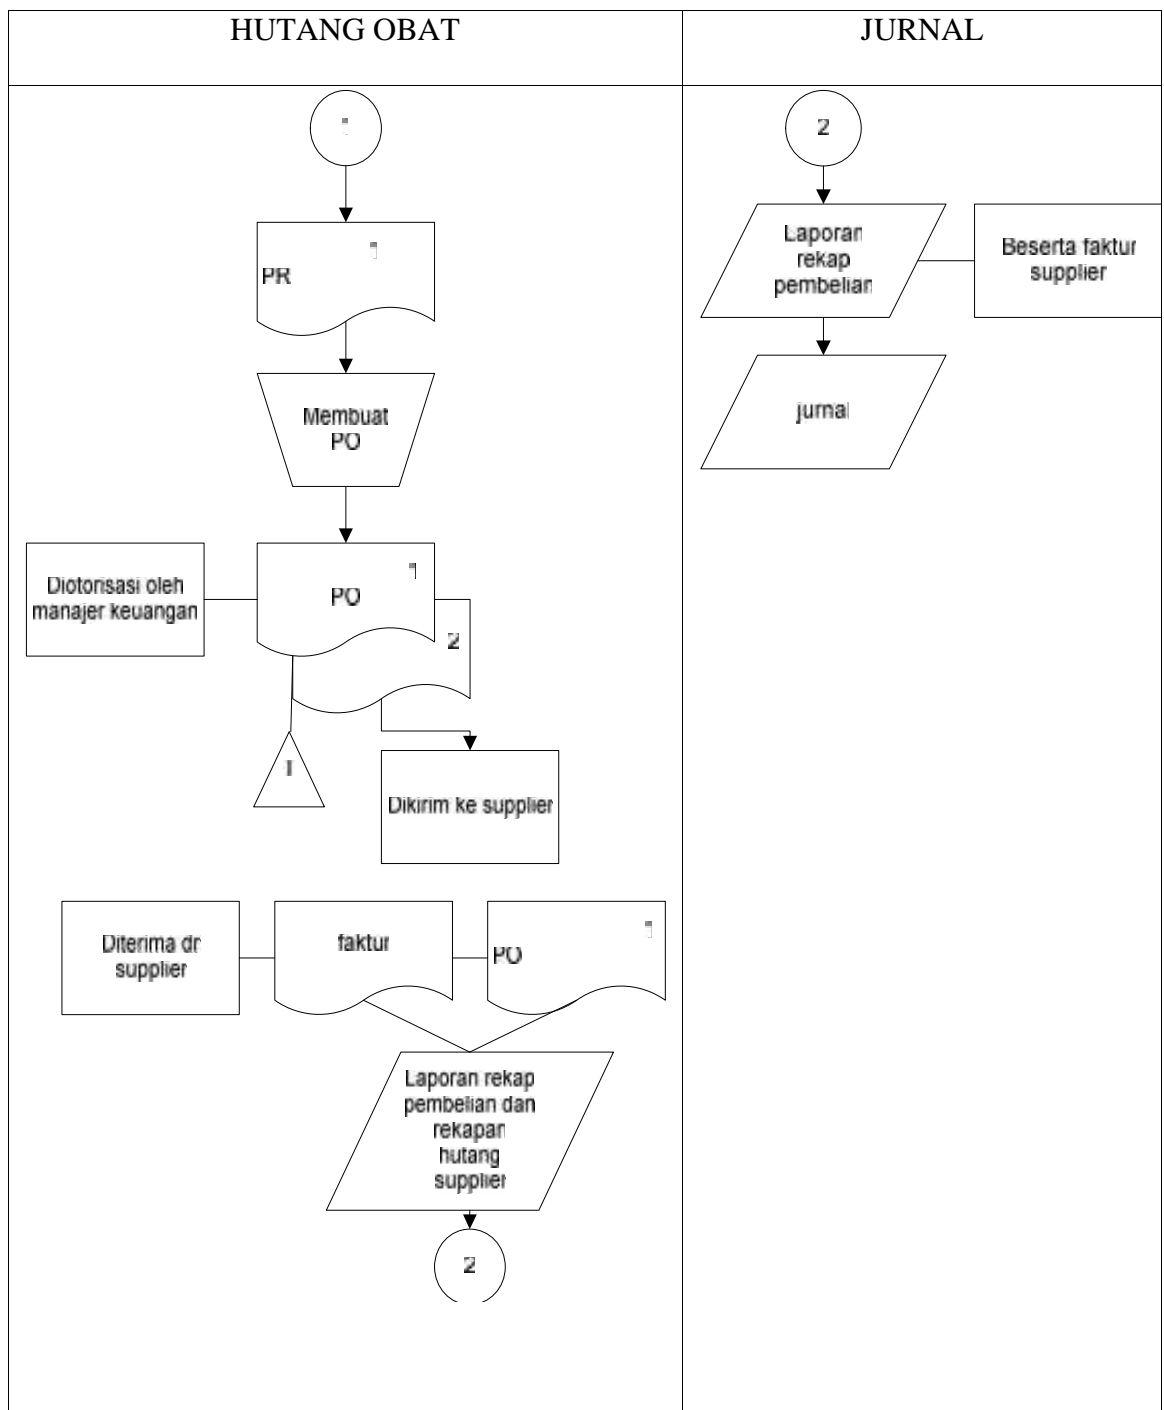 HUTANG OBAT
1
1
PR
Membuat
PO
Diotorisasi oleh
manajer keuangan
1
PO
2
1
Dikirim ke supplier
Diterima dr
supplier
faktur
1
PO
Laporan rekap
pembelian dan
rekapan
hutang
supplier
2
JURNAL
2
Laporan
rekap
pembelian
Beserta faktur
supplier
jurnal